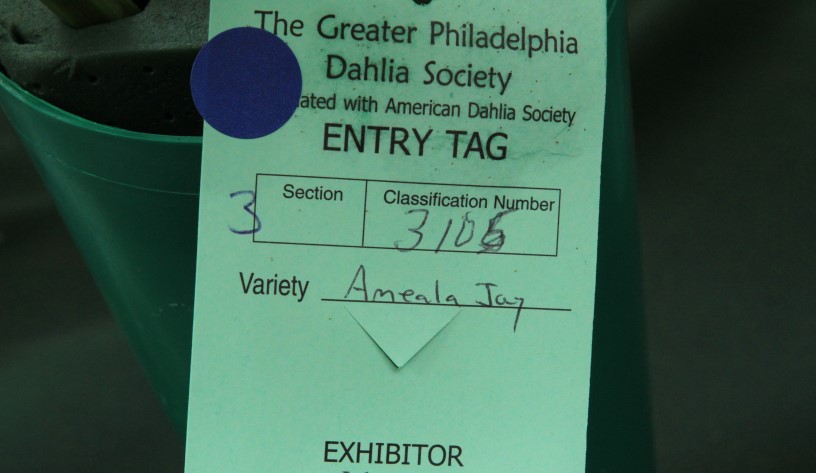 The Greater Philadelphia
Dahlia Society
ated with American Dahlia Society
ENTRY TAG
Section Classification Number
3 3106
Variety Ameala Jay
EXHIBITOR